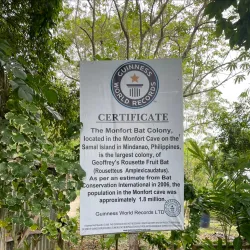 GUINNESS
WORLD
RECORDS
CERTIFICATE
The Monfort Bat Colony,
located in the Monfort Cave on the
Samal Island in Mindanao, Philippines,
is the largest colony, of
Geoffroy's Rousette Fruit Bat
(Rousetteus Amplexicaudatus).
As per an estimate from Bat
Conservation International in 2006, the
population in the Monfort cave was
approximately 1.8 million.
Guinness World Records LTD